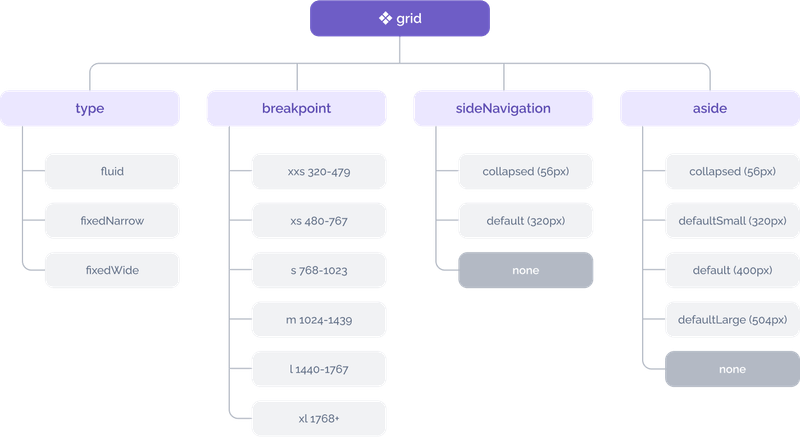 grid
type
fluid
fixedNarrow
fixedWide
breakpoint
xxs 320-479
xs 480-767
s 768-1023
m 1024-1439
l 1440-1767
xl 1768+
sideNavigation
collapsed (56px)
default (320px)
none
aside
collapsed (56px)
defaultSmall (320px)
default (400px)
defaultLarge (504px)
none